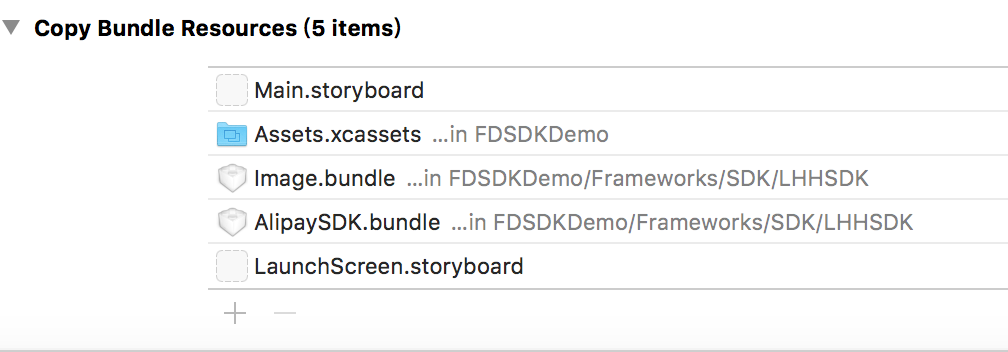 Copy Bundle Resources (5 items)
Main.storyboard
Assets.xcassets ...in FDSDKDemo
Image.bundle ...in FDSDKDemo/Frameworks/SDK/LHHSDK
AlipaySDK.bundle ...in FDSDKDemo/Frameworks/SDK/LHHSDK
LaunchScreen.storyboard